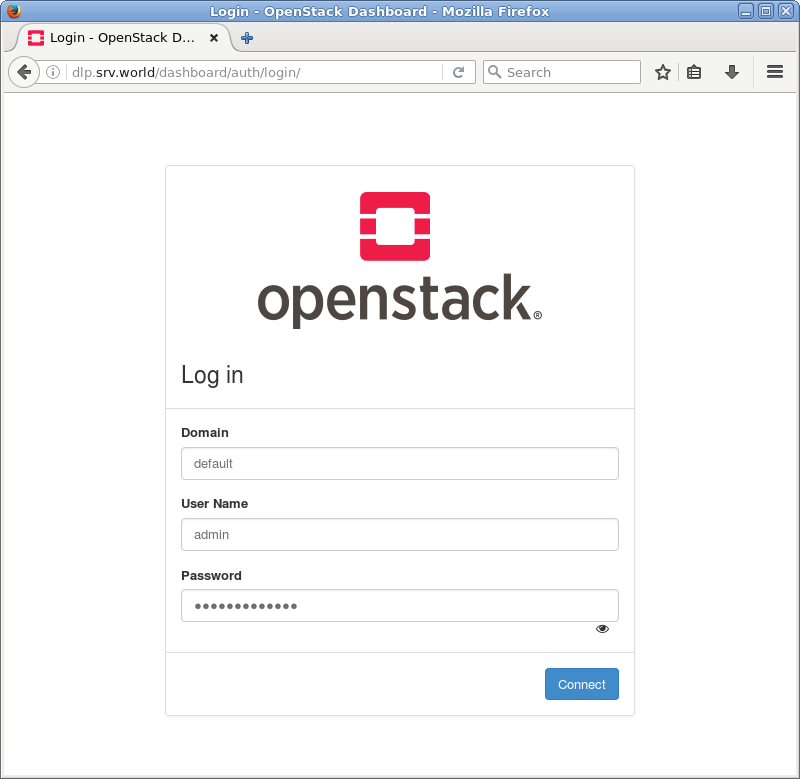 Login - OpenStack Dashboard - Mozilla Firefox
Login - OpenStack D...
dlp.srv.world/dashboard/auth/login/
Search
openstack®
Log in
Domain
default
User Name
admin
Password
●●●●●●●●●●●●●
Connect